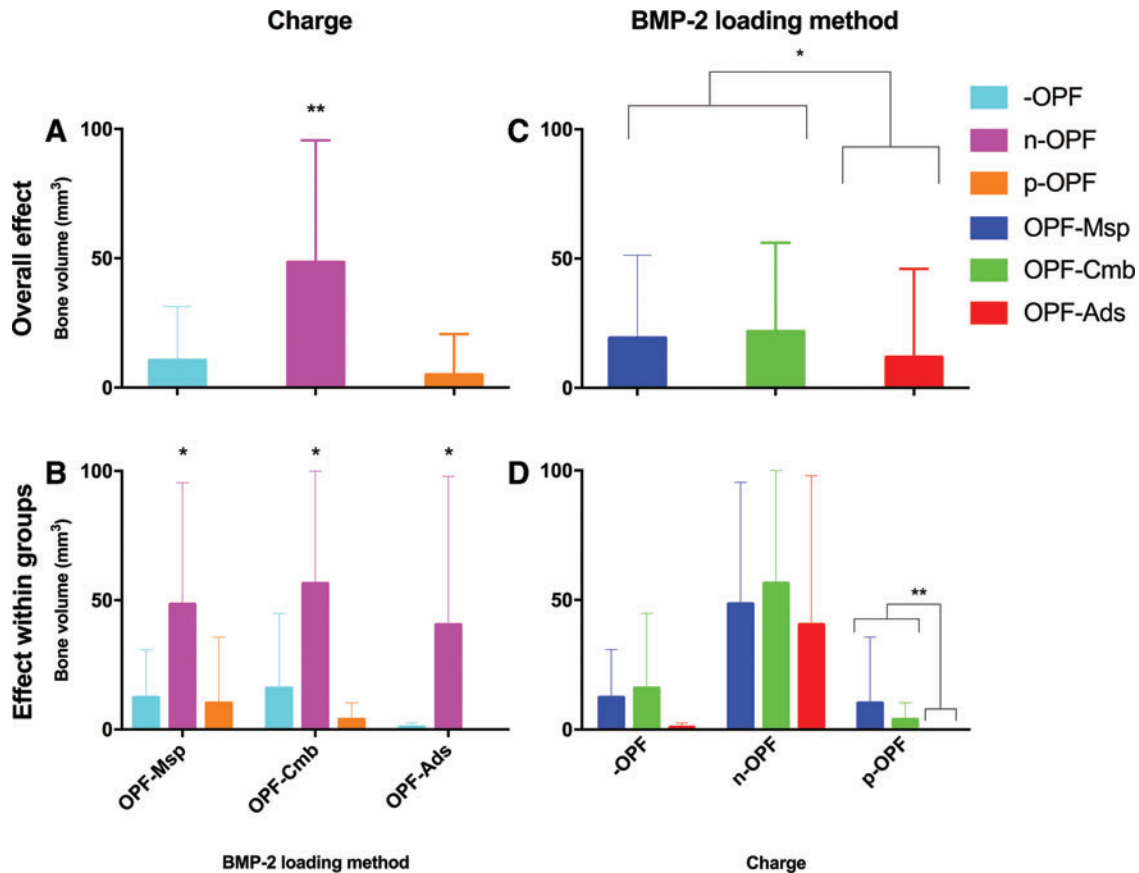 Charge
BMP-2 loading method
A
**
Overall effect
Bone volume (mm³)
100
50
0
C
*
100
50
0
-OPF
n-OPF
p-OPF
OPF-Msp
OPF-Cmb
OPF-Ads
B
* * *
Effect within groups
Bone volume (mm³)
100
50
0
OPF-Msp
OPF-Cmb
OPF-Ads
BMP-2 loading method
D
**
100
50
0
-OPF
n-OPF
p-OPF
Charge